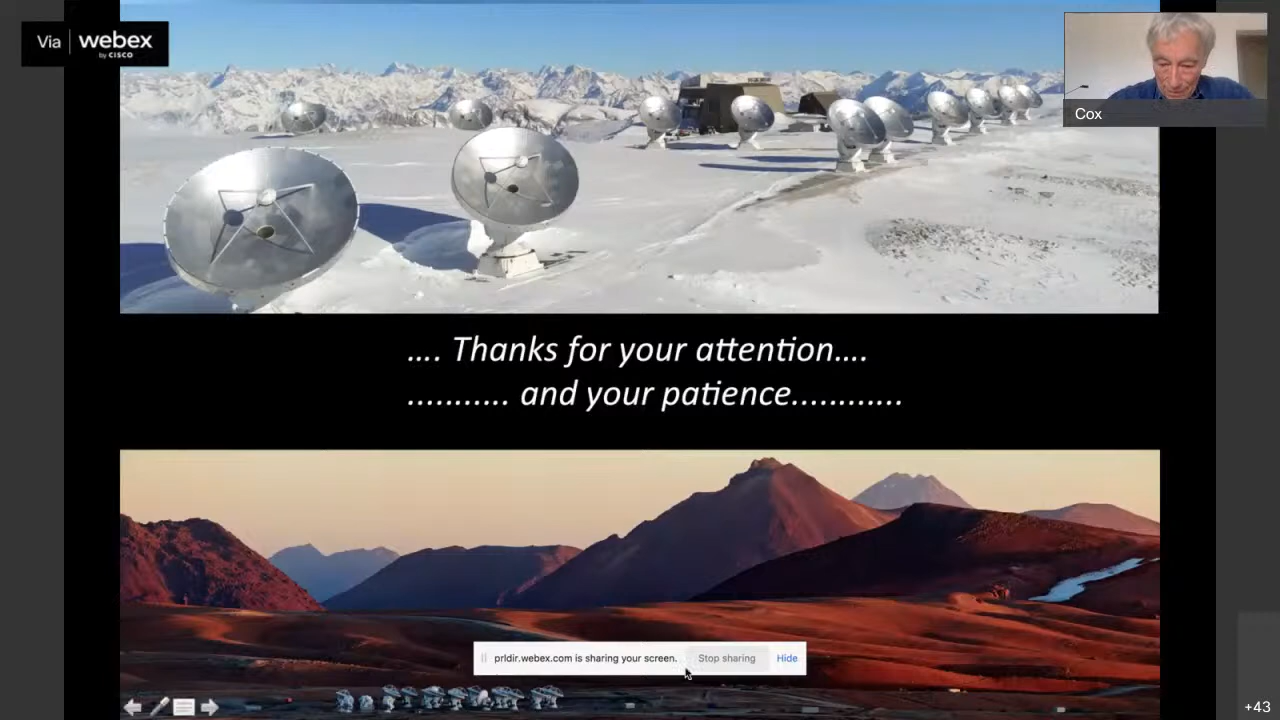 Via webex
by CISCO
Cox
.... Thanks for your attention....
........... and your patience............
prldir.webex.com is sharing your screen. Stop sharing Hide
+43